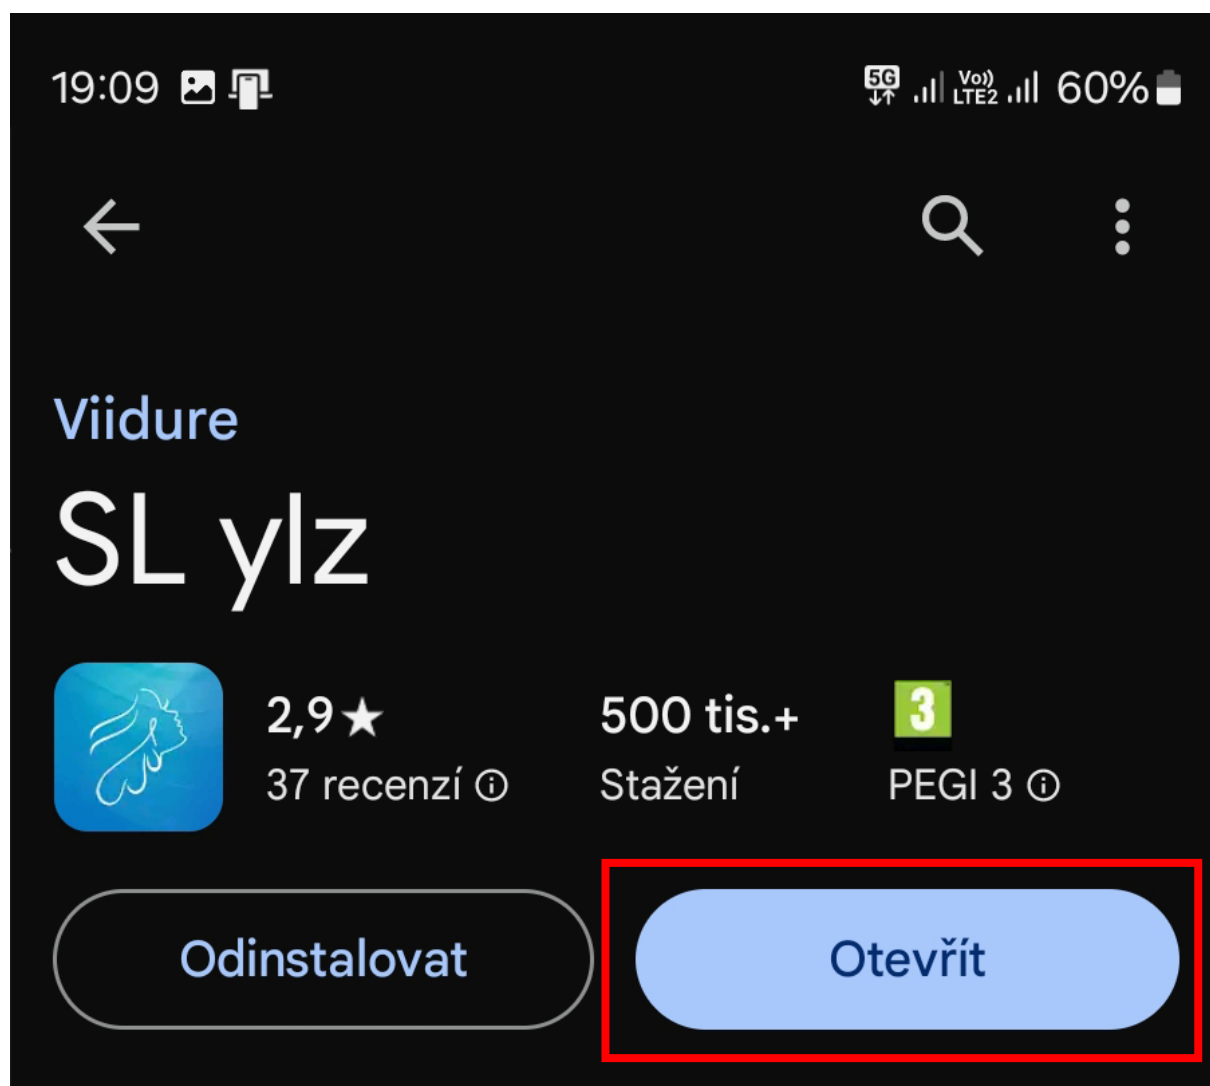 19:09 5G Vo)) LTE2 60%
Viidure
SL ylz
2,9★ 500 tis.+ 3
37 recenzí Stažení PEGI 3
Odinstalovat Otevřít